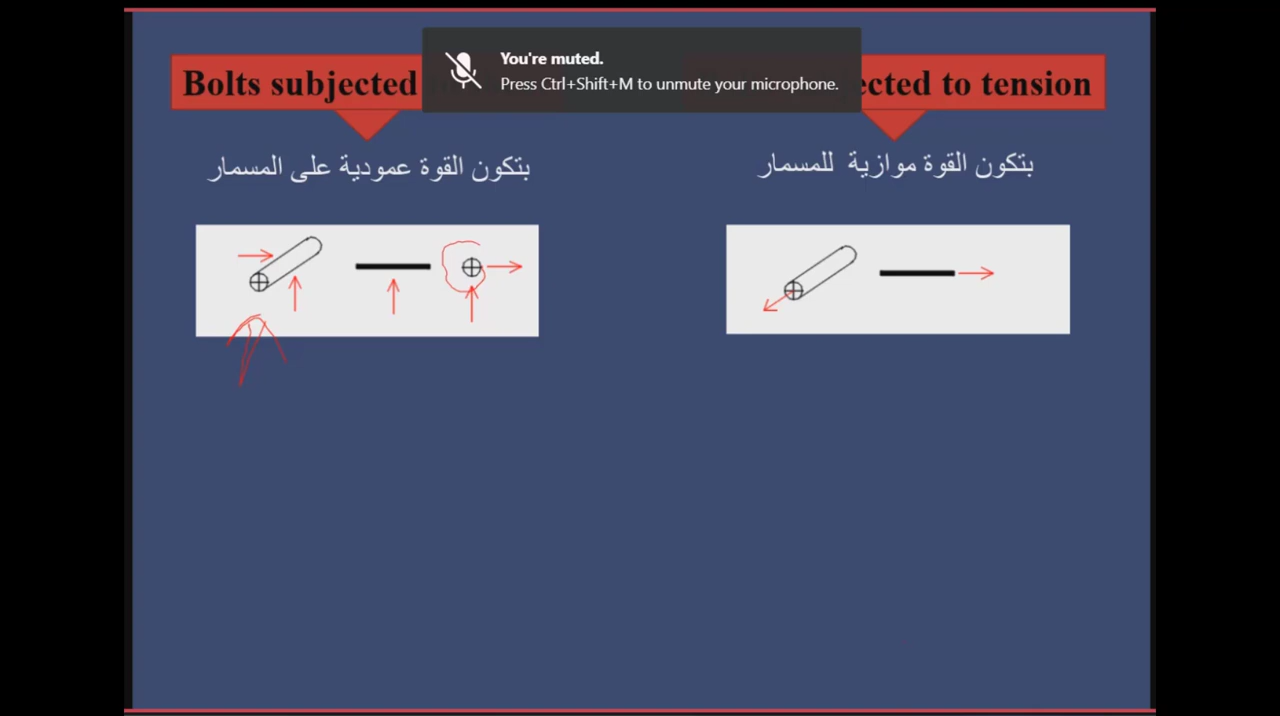 You're muted.
Press Ctrl+Shift+M to unmute your microphone.
Bolts subjected
ected to tension
بتكون القوة عمودية على المسمار
بتكون القوة موازية للمسمار